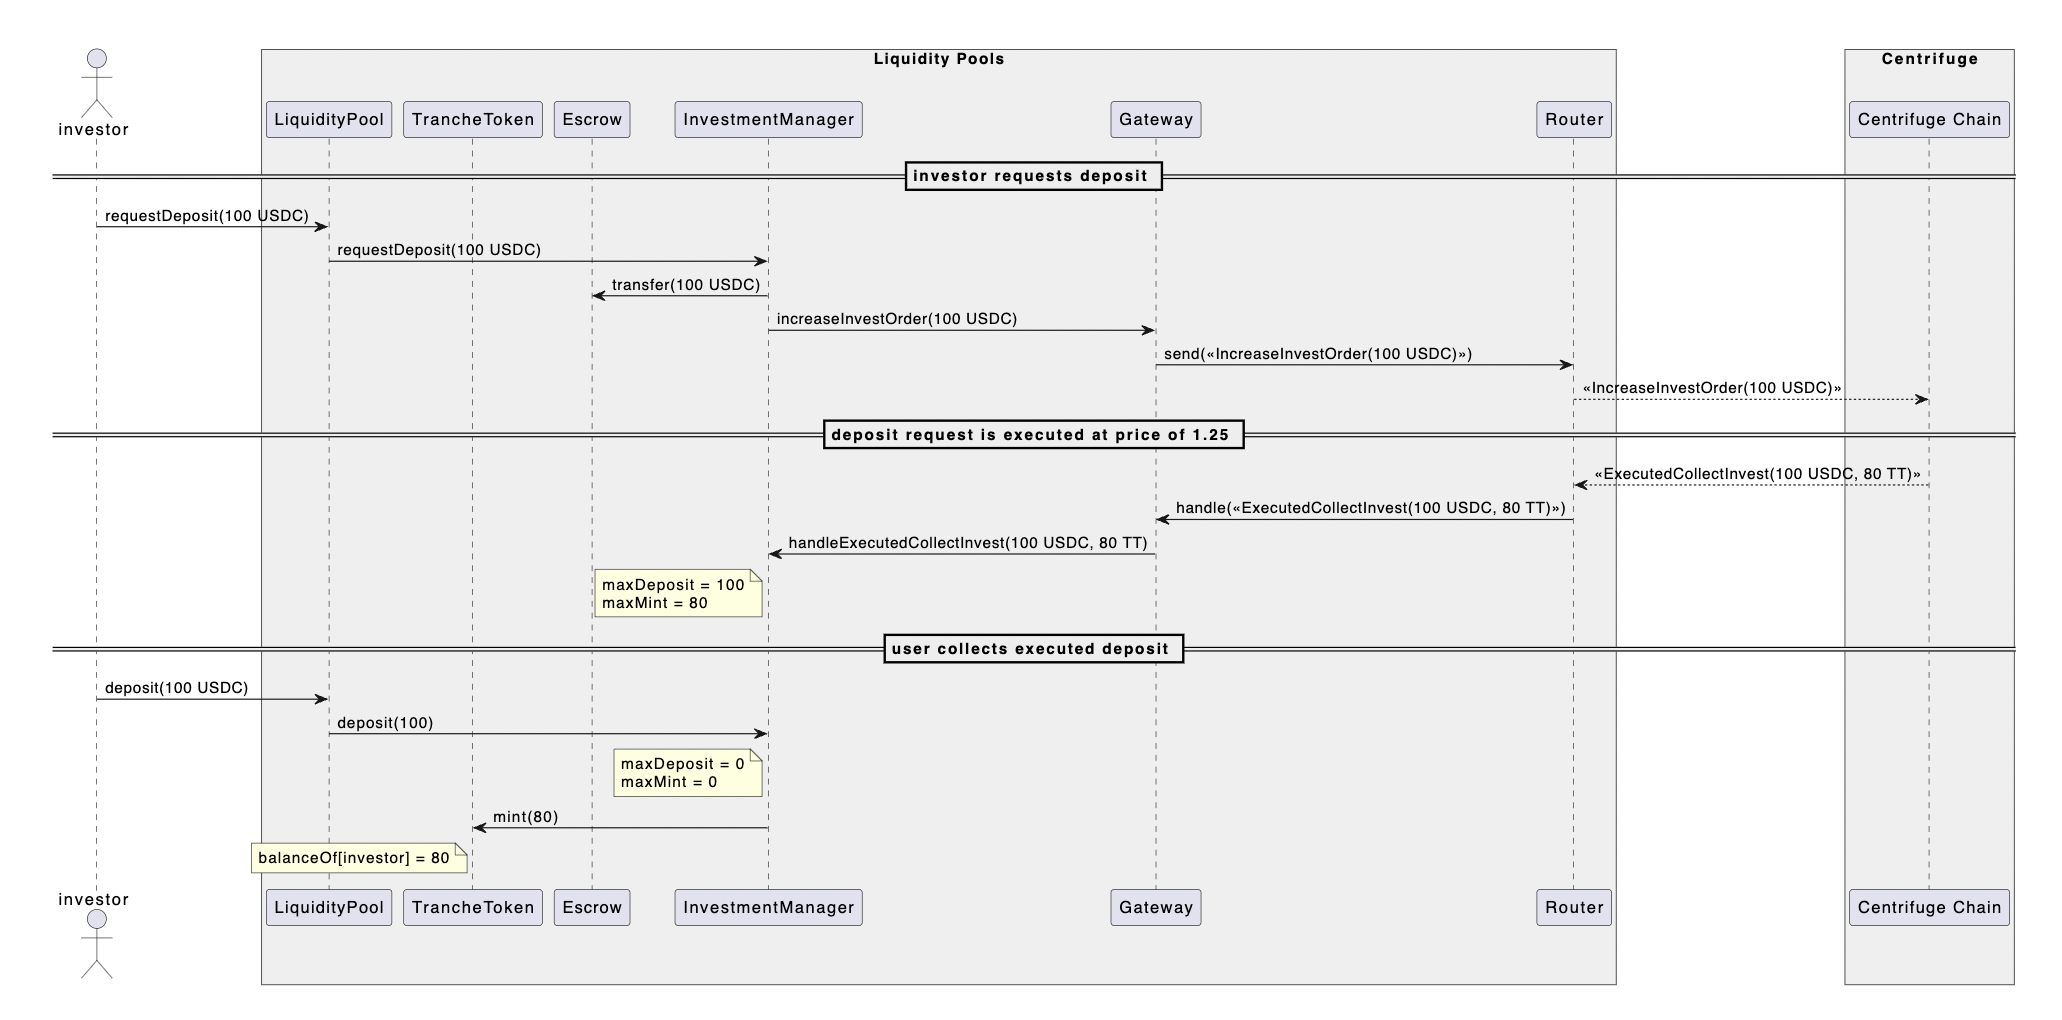 Liquidity Pools
Centrifuge
investor
LiquidityPool
TrancheToken
Escrow
InvestmentManager
Gateway
Router
Centrifuge Chain
investor requests deposit
requestDeposit(100 USDC)
requestDeposit(100 USDC)
transfer(100 USDC)
increaseInvestOrder(100 USDC)
send(«IncreaseInvestOrder(100 USDC)»)
«IncreaseInvestOrder(100 USDC)»
deposit request is executed at price of 1.25
«ExecutedCollectInvest(100 USDC, 80 TT)»
handle(«ExecutedCollectInvest(100 USDC, 80 TT)»)
handleExecutedCollectInvest(100 USDC, 80 TT)
maxDeposit = 100
maxMint = 80
user collects executed deposit
deposit(100 USDC)
deposit(100)
maxDeposit = 0
maxMint = 0
mint(80)
balanceOf[investor] = 80
investor
LiquidityPool
TrancheToken
Escrow
InvestmentManager
Gateway
Router
Centrifuge Chain